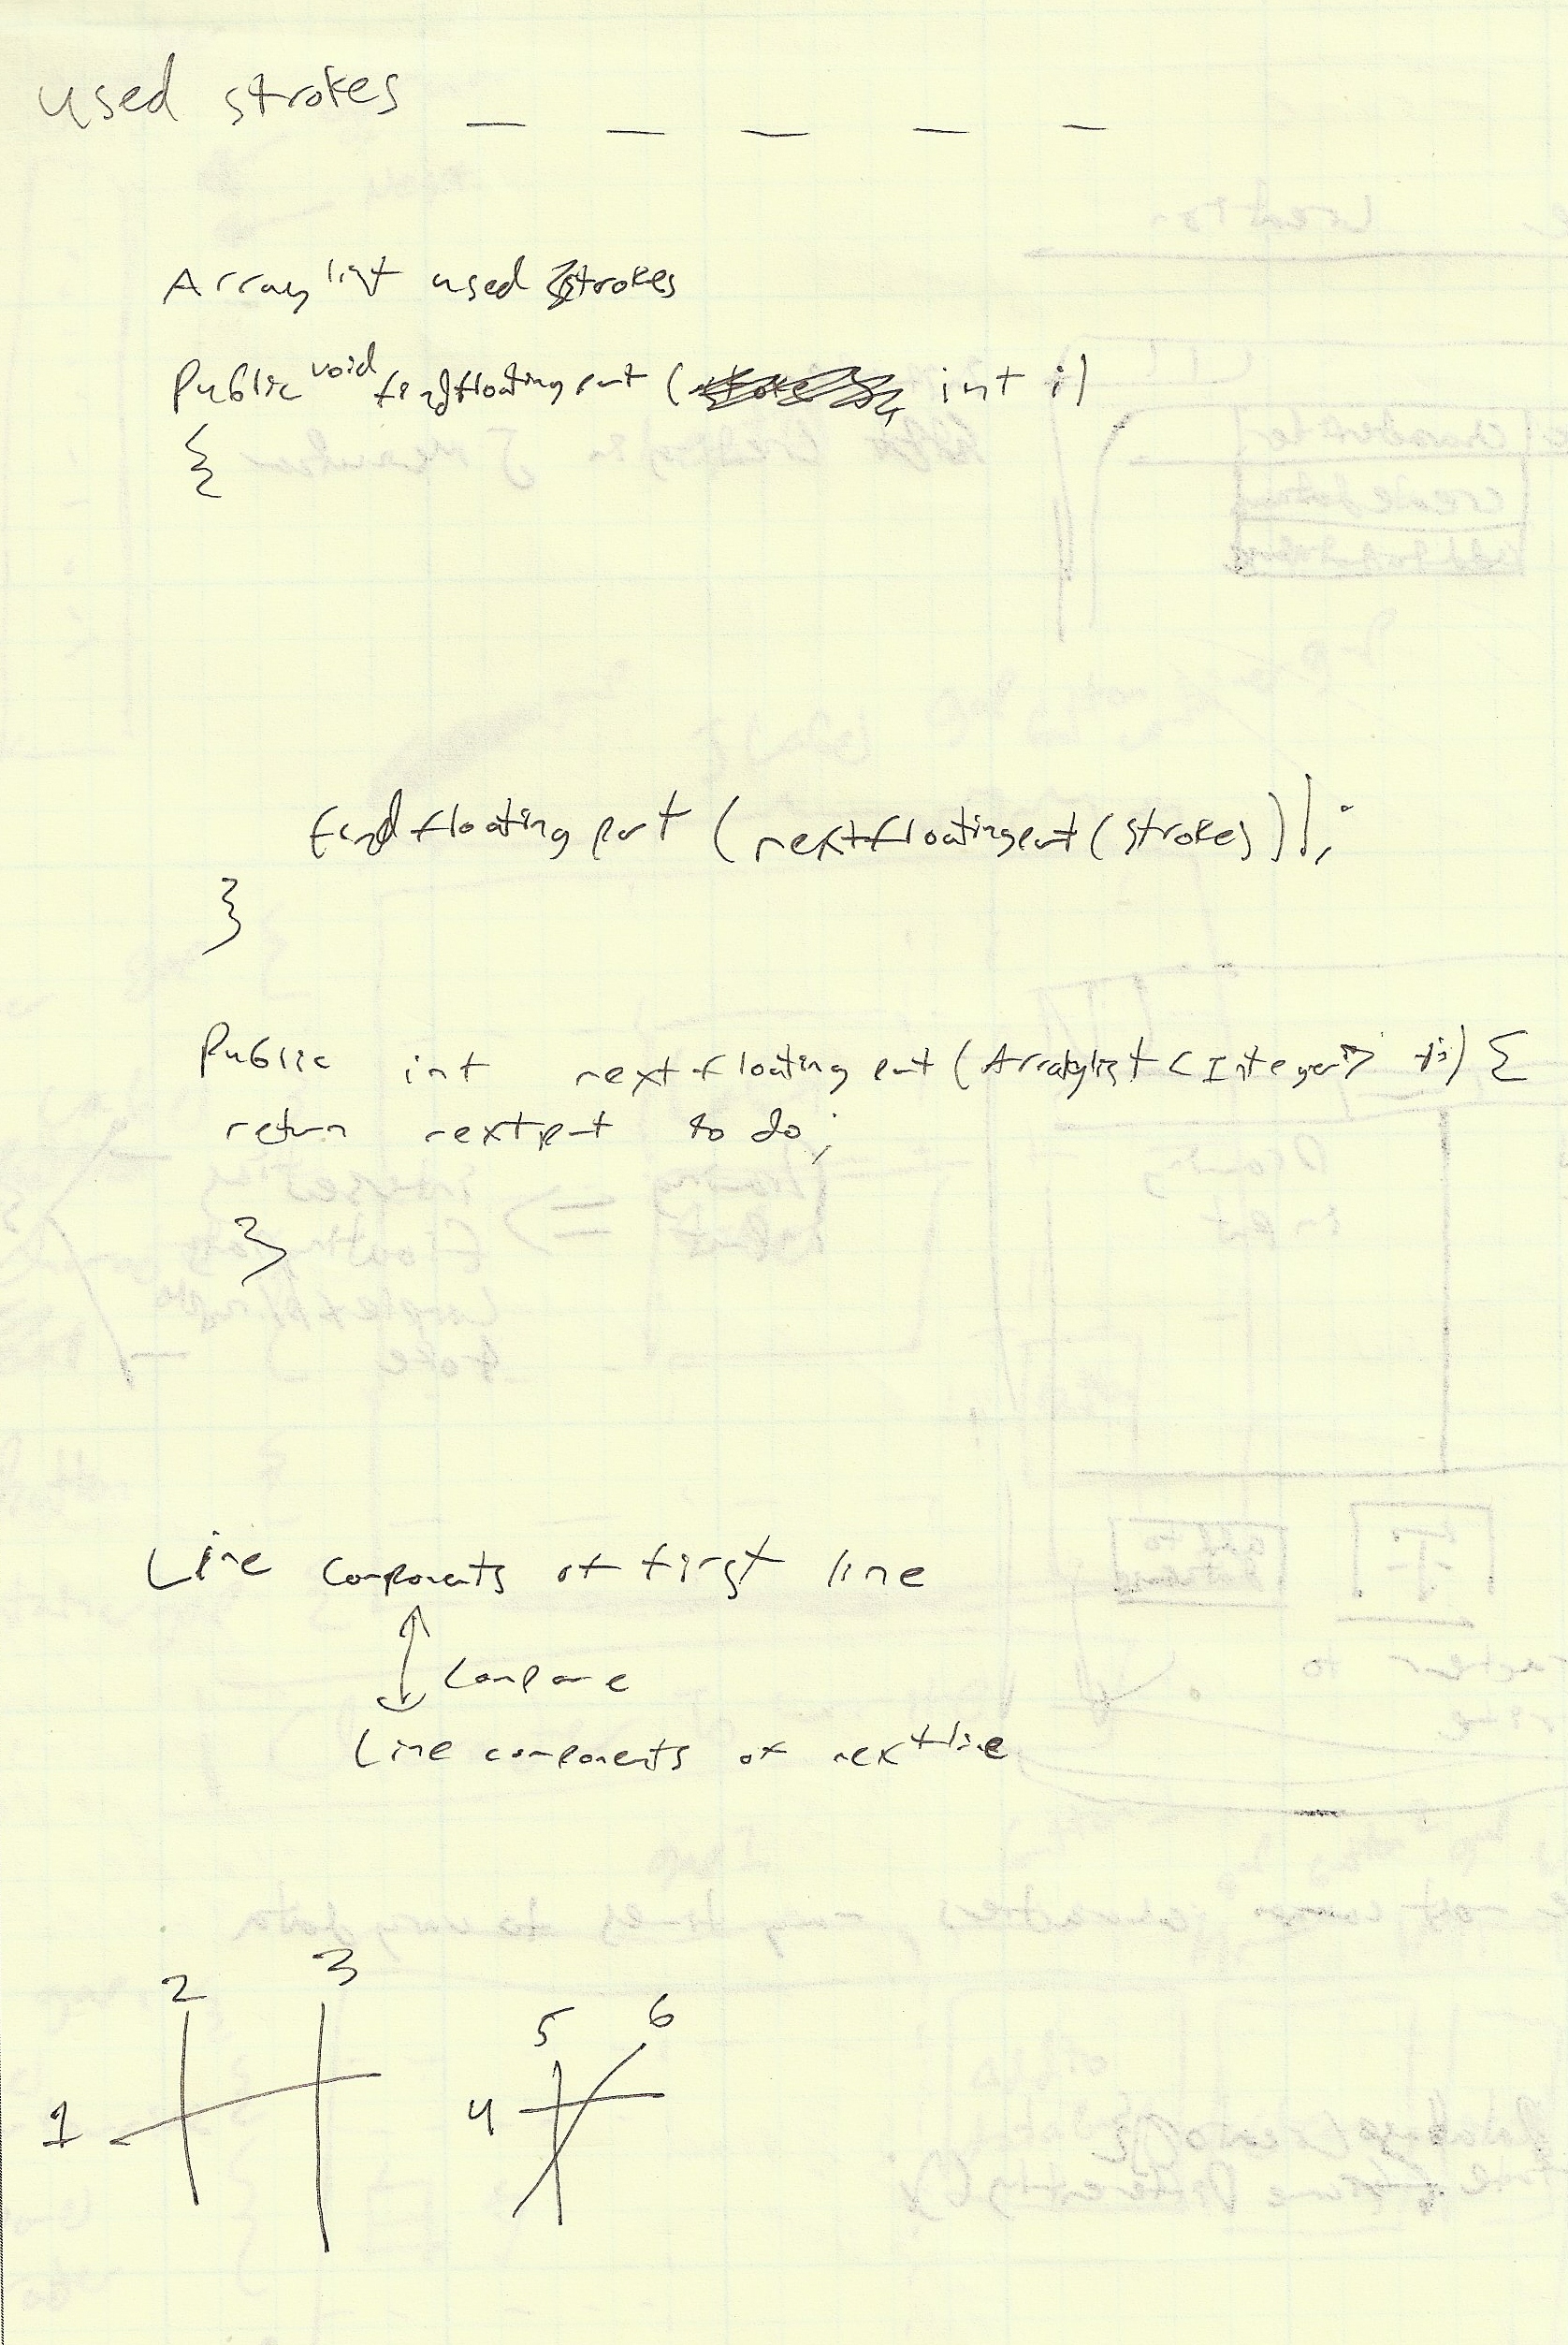 used strokes _ _ _ _ _
Arraylist used strokes
Public void findfloatingpart ( int i)
{
findfloatingpart (nextfloatingpart(strokes));
}
Public int nextfloatingpart (Arraylist<Integer> is) {
return nextpart to do;
}
Line components of first line
Compare
Line components of next line
2 3
5 6
1 4